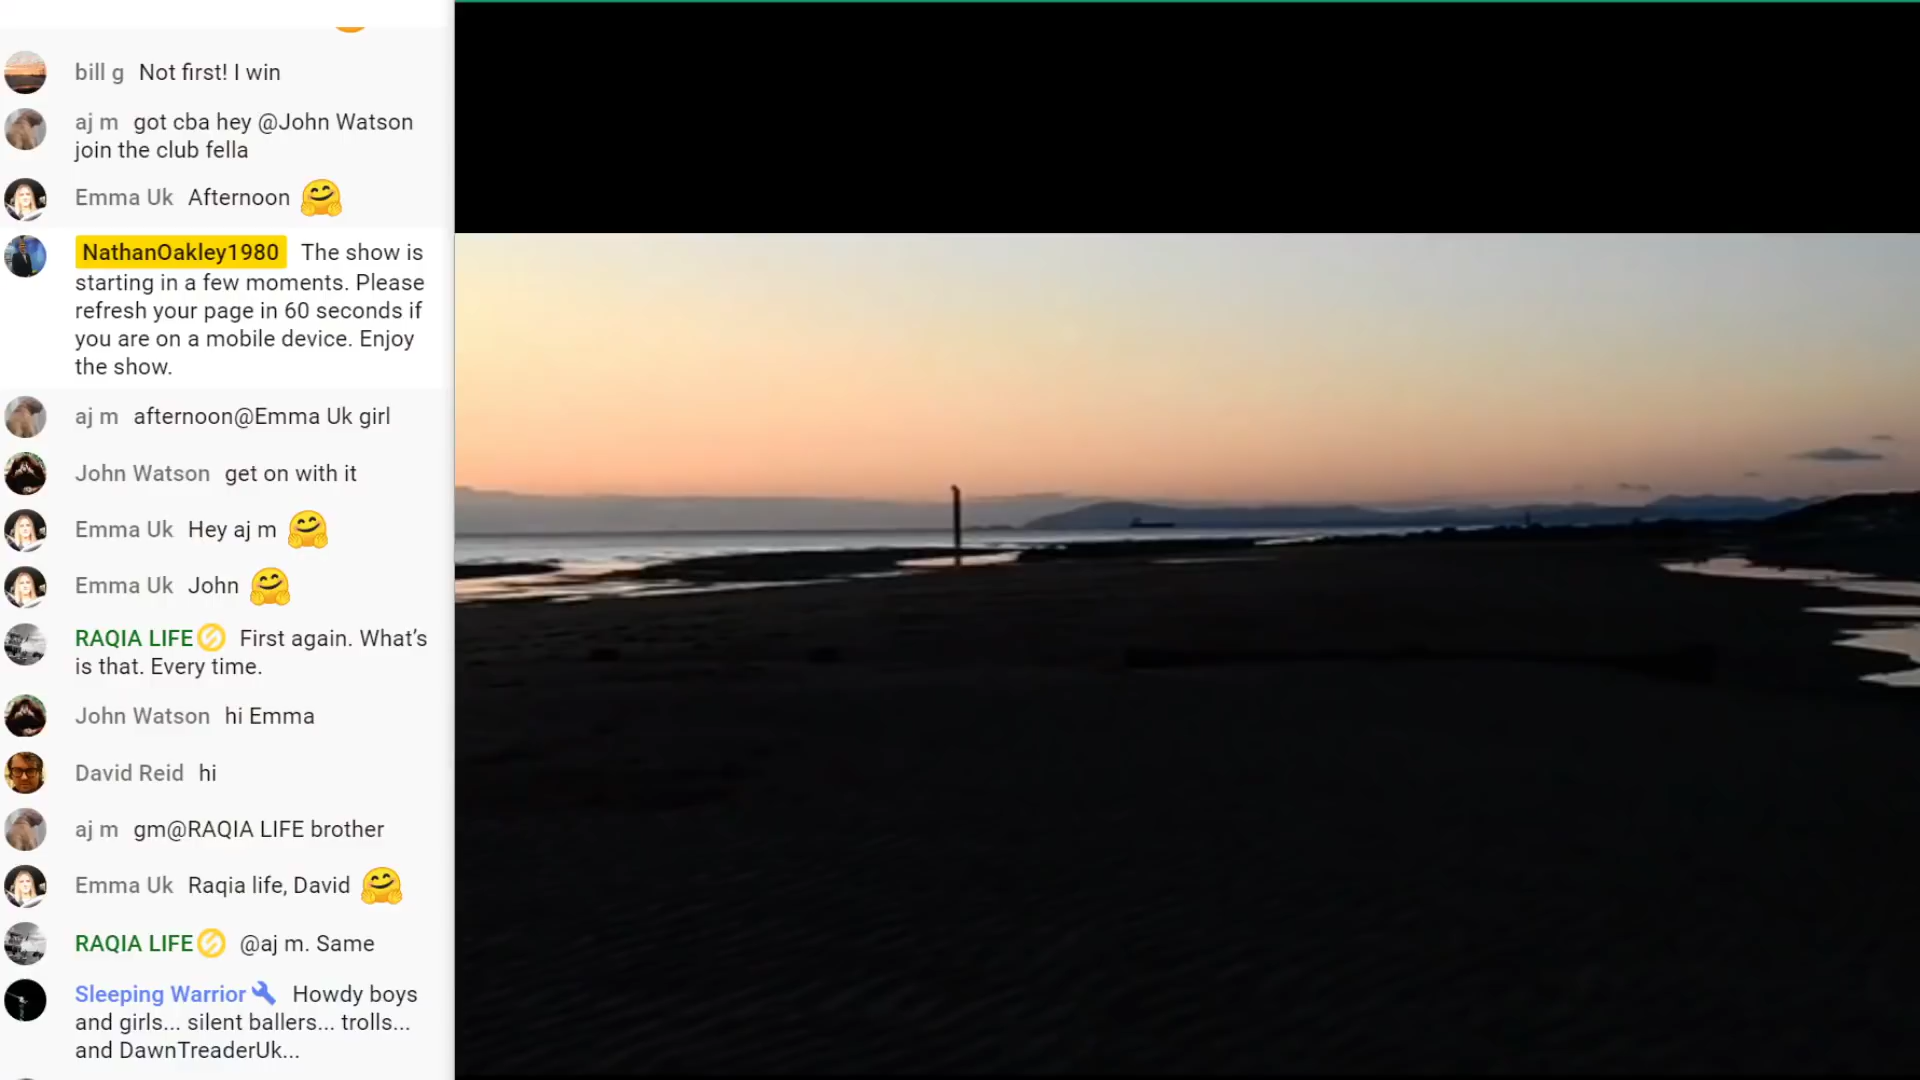 bill g Not first! I win
aj m got cba hey @John Watson
join the club fella
Emma Uk Afternoon
NathanOakley1980 The show is
starting in a few moments. Please
refresh your page in 60 seconds if
you are on a mobile device. Enjoy
the show.
aj m afternoon@Emma Uk girl
John Watson get on with it
Emma Uk Hey aj m
Emma Uk John
RAQIA LIFE First again. What’s
is that. Every time.
John Watson hi Emma
David Reid hi
aj m gm@RAQIA LIFE brother
Emma Uk Raqia life, David
RAQIA LIFE @aj m. Same
Sleeping Warrior Howdy boys
and girls... silent ballers... trolls...
and DawnTreaderUk...